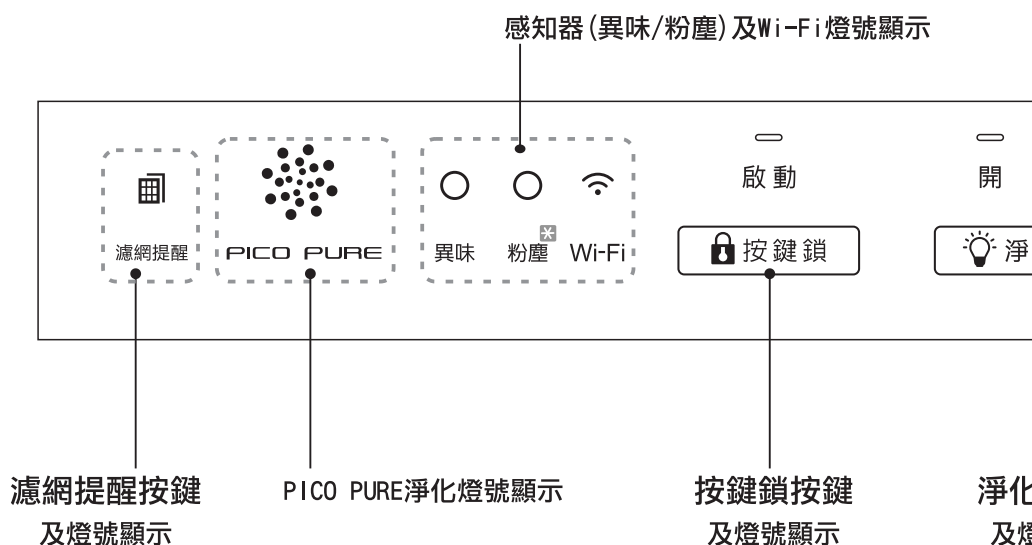 感知器(異味/粉塵)及Wi-Fi燈號顯示
啟動
開
濾網提醒
PICO PURE
異味
粉塵
Wi-Fi
按鍵鎖
淨
濾網提醒按鍵
及燈號顯示
PICO PURE淨化燈號顯示
按鍵鎖按鍵
及燈號顯示
淨化
及燈